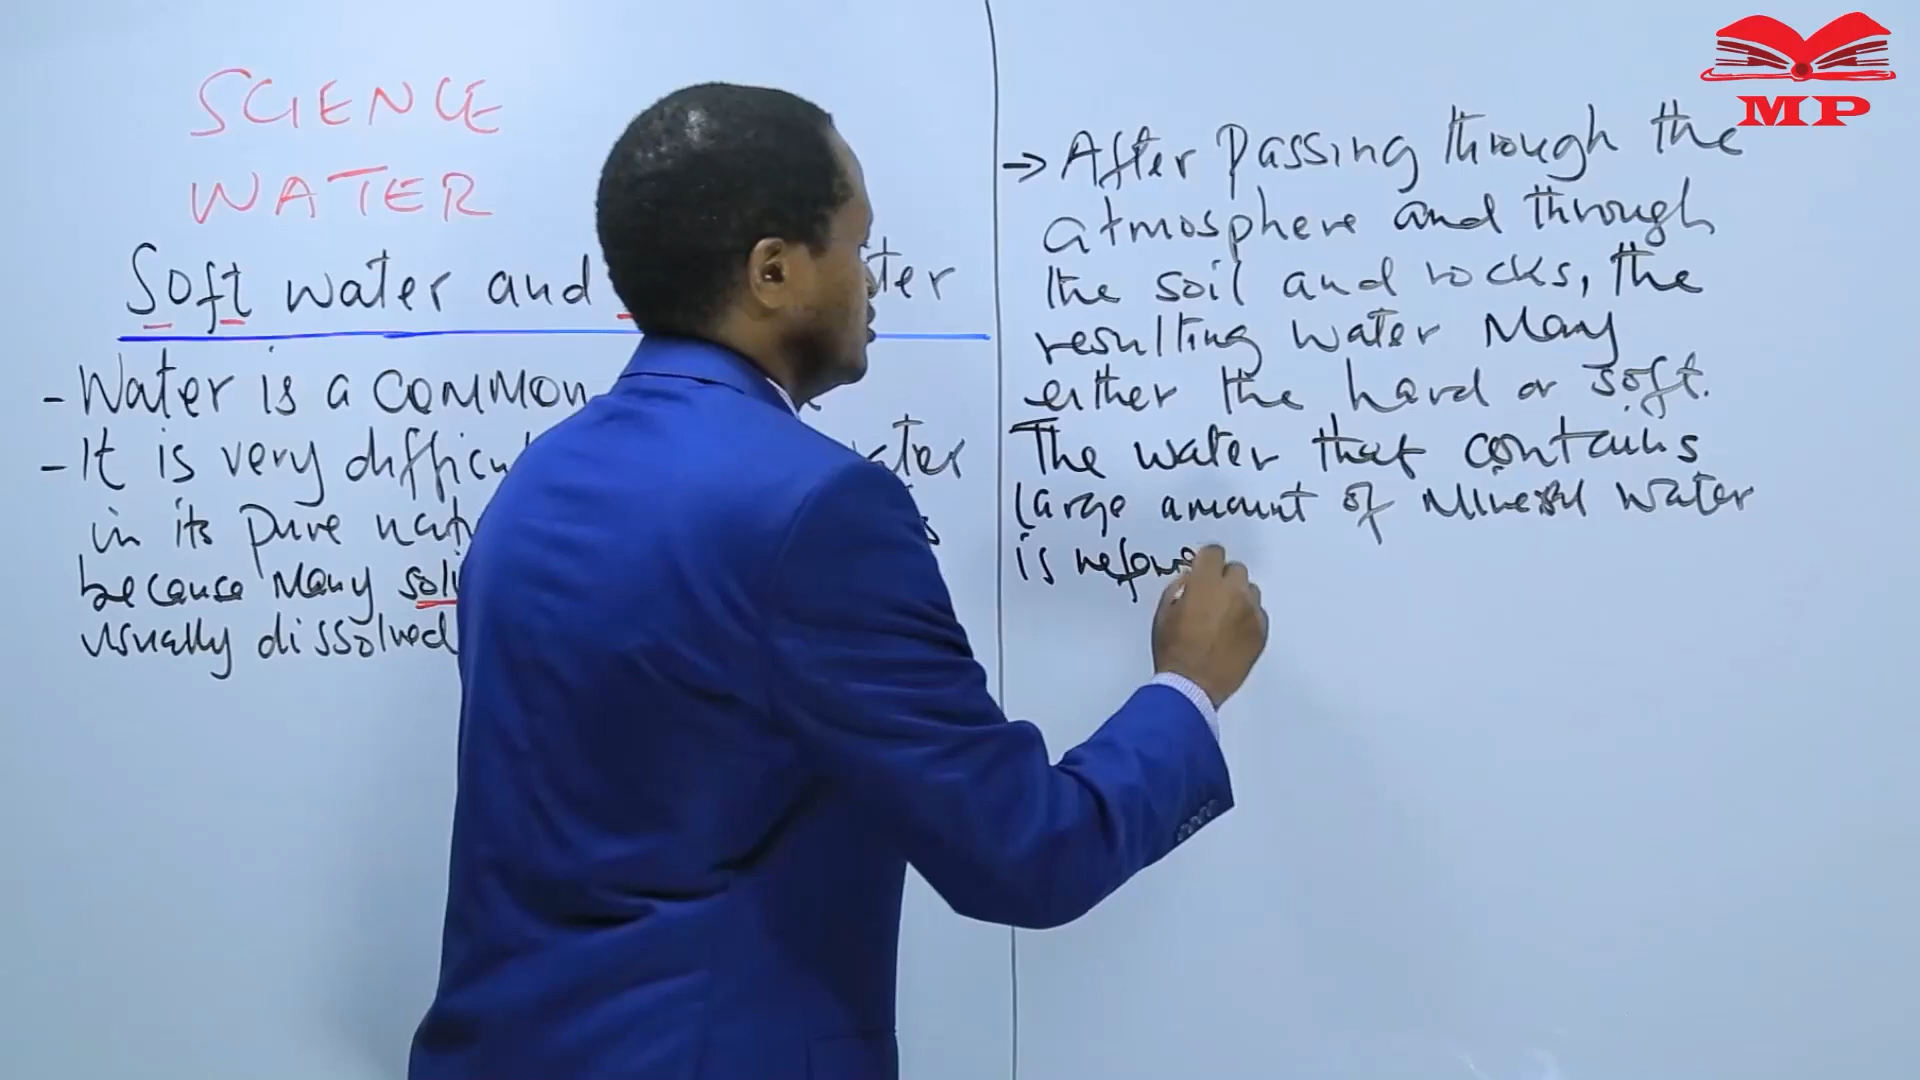 SCIENCE
WATER
Soft water and
- Water is a common
- It is very
in its pure
because many
usually dissolved
→ After passing through the
atmosphere and through
the soil and rocks, the
resulting water may
either the hard or soft.
The water that contains
large amount of mineral water
is
MP